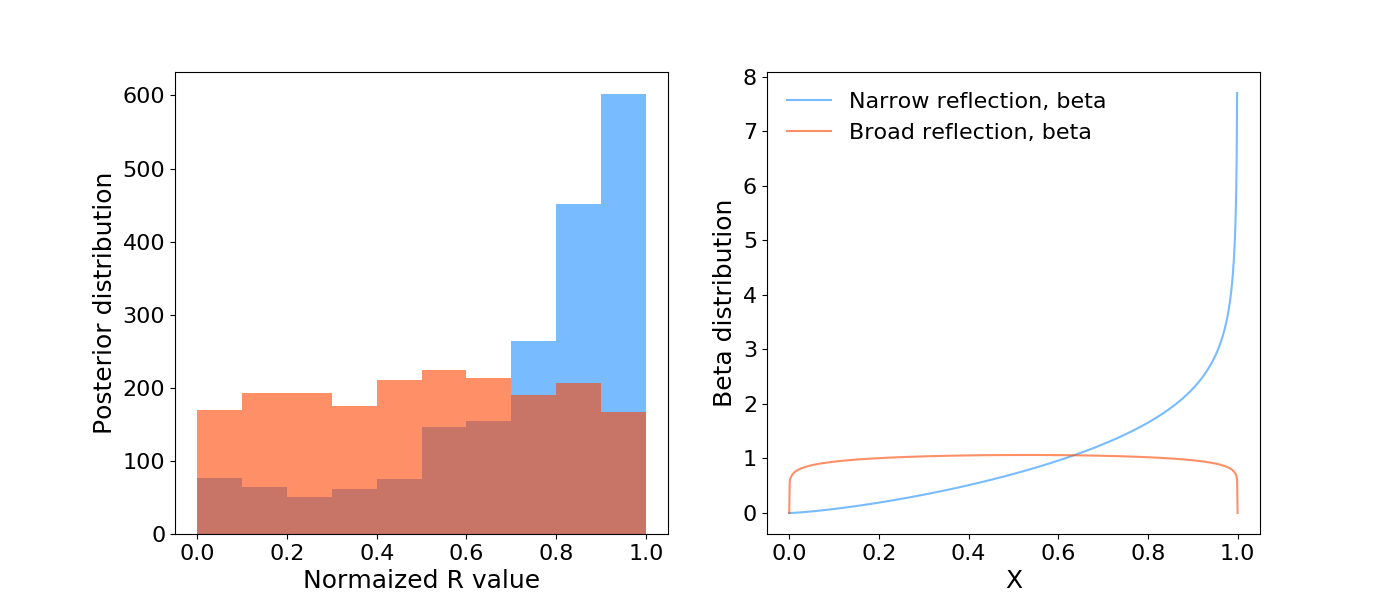 Posterior distribution
600
500
400
300
200
100
0
0.0 0.2 0.4 0.6 0.8 1.0
Normaized R value
Beta distribution
8
7
6
5
4
3
2
1
0
Narrow reflection, beta
Broad reflection, beta
0.0 0.2 0.4 0.6 0.8 1.0
X